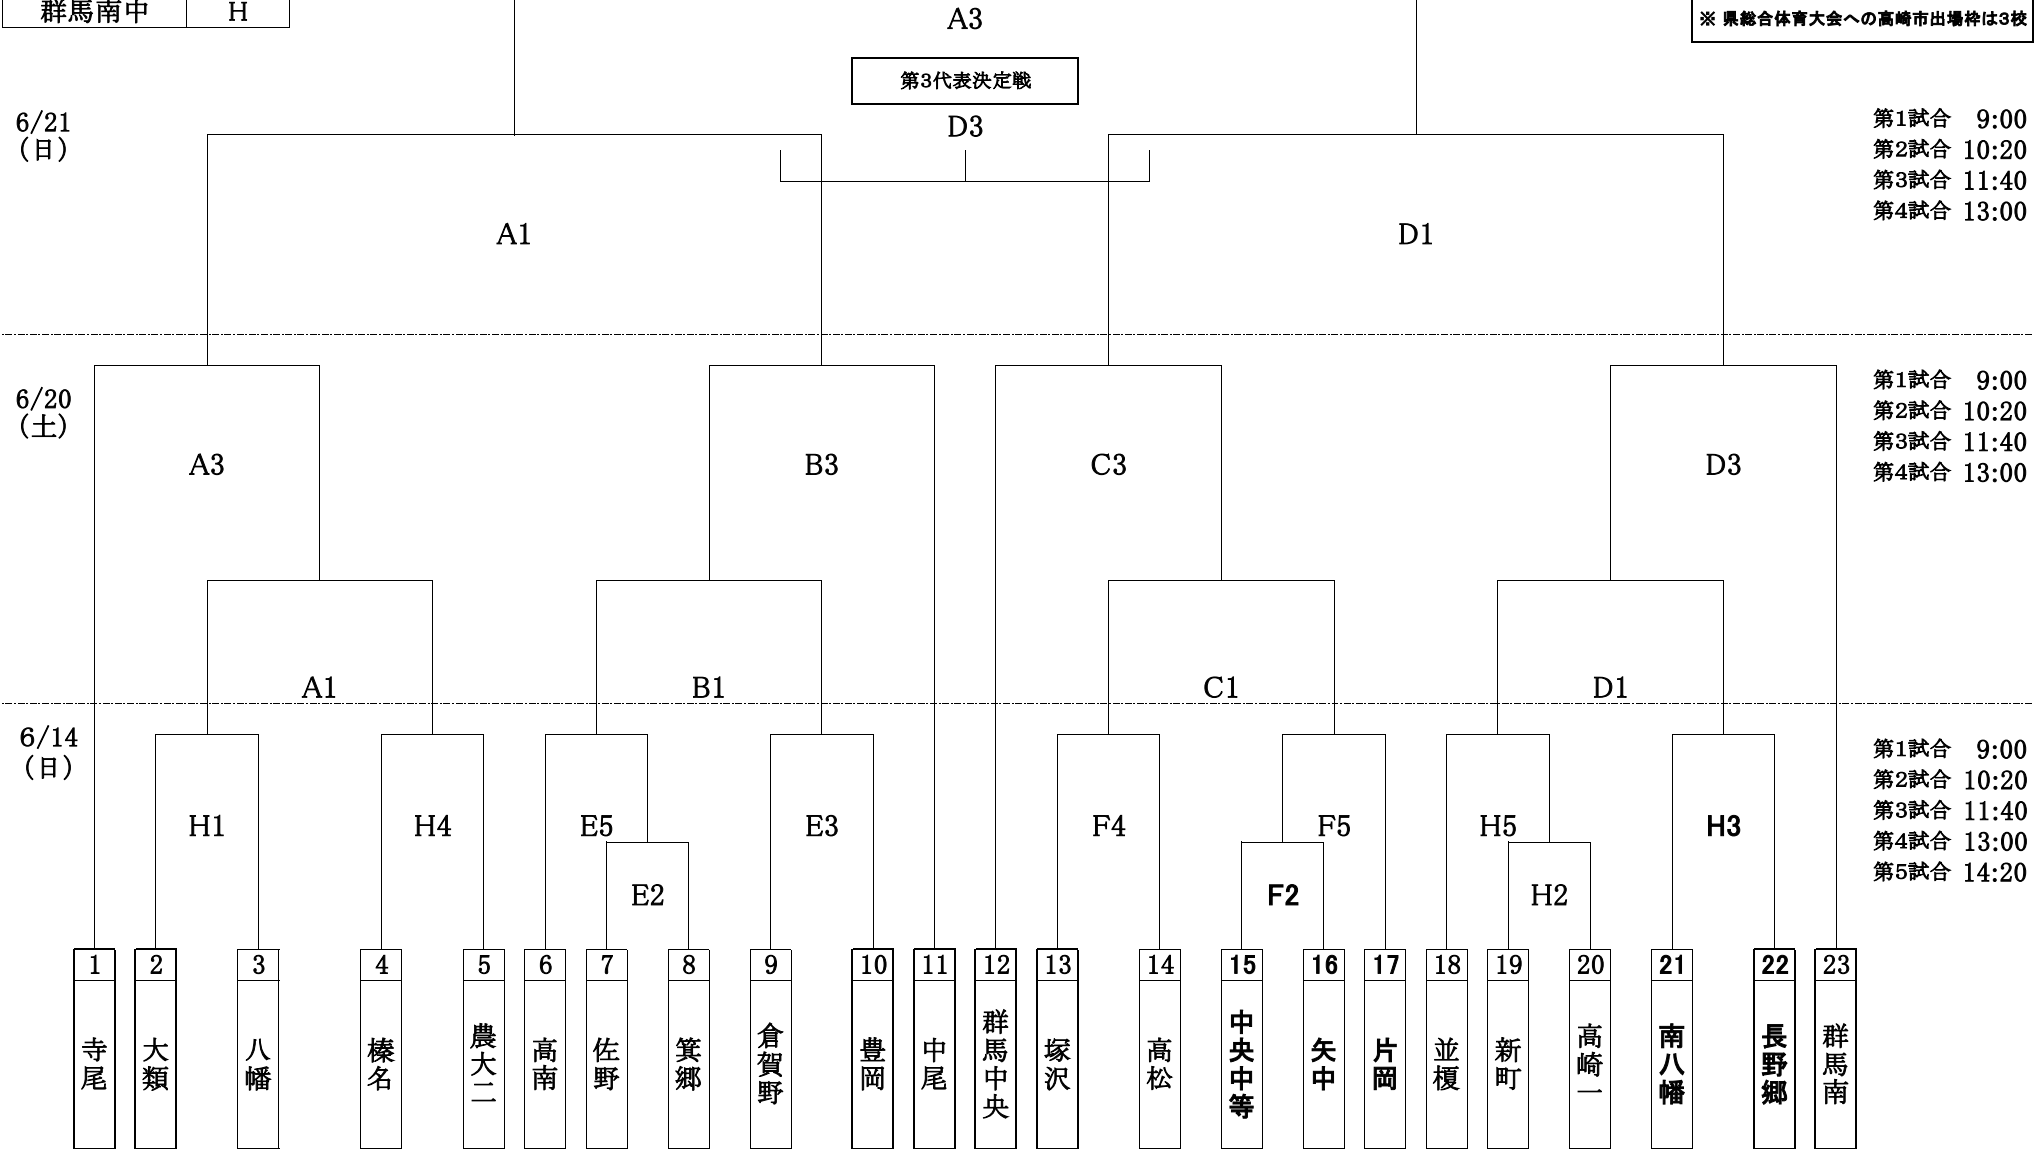 群馬南中 H
A3
※ 県総合体育大会への高崎市出場枠は3校
第3代表決定戦
D3
6/21
(日)
第1試合 9:00
第2試合 10:20
第3試合 11:40
第4試合 13:00
A1
D1
6/20
(土)
第1試合 9:00
第2試合 10:20
第3試合 11:40
第4試合 13:00
A3
B3
C3
D3
A1
B1
C1
D1
6/14
(日)
第1試合 9:00
第2試合 10:20
第3試合 11:40
第4試合 13:00
第5試合 14:20
H1
H4
E5
E3
F4
F5
H5
H3
E2
F2
H2
1 寺尾
2 大類
3 八幡
4 榛名
5 農大二
6 高南
7 佐野
8 箕郷
9 倉賀野
10 豊岡
11 中尾
12 群馬中央
13 塚沢
14 高松
15 中央中等
16 矢中
17 片岡
18 並榎
19 新町
20 高崎一
21 南八幡
22 長野郷
23 群馬南